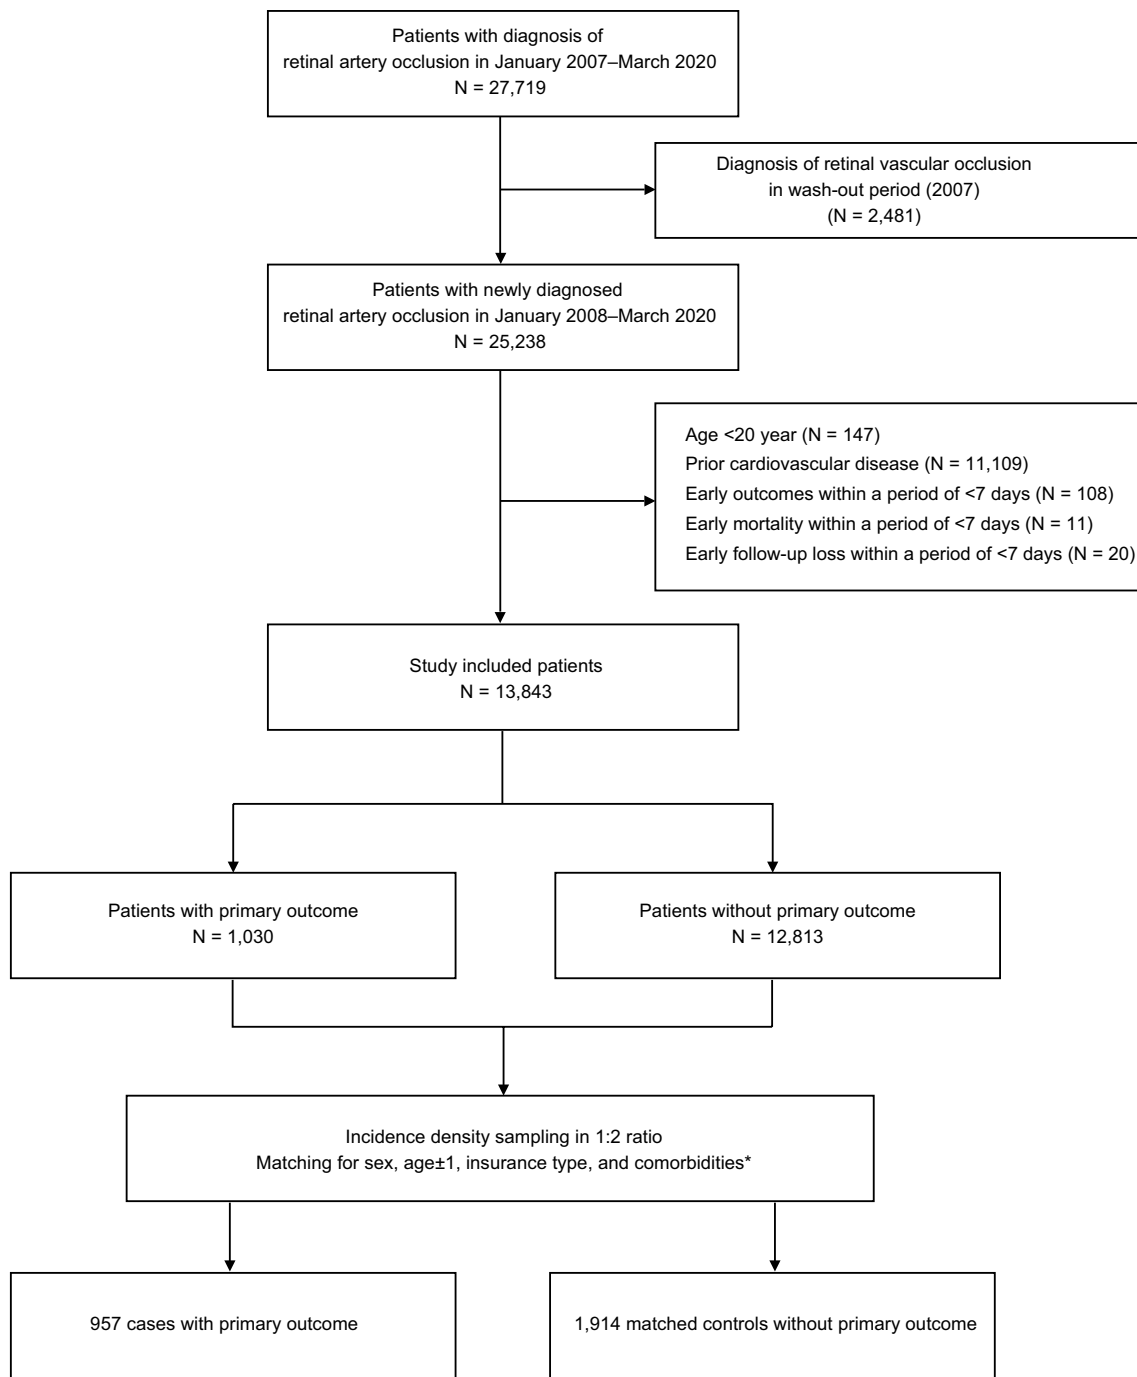 Patients with diagnosis of
retinal artery occlusion in January 2007–March 2020
N = 27,719
Diagnosis of retinal vascular occlusion
in wash-out period (2007)
(N = 2,481)
Patients with newly diagnosed
retinal artery occlusion in January 2008–March 2020
N = 25,238
Age <20 year (N = 147)
Prior cardiovascular disease (N = 11,109)
Early outcomes within a period of <7 days (N = 108)
Early mortality within a period of <7 days (N = 11)
Early follow-up loss within a period of <7 days (N = 20)
Study included patients
N = 13,843
Patients with primary outcome
N = 1,030
Patients without primary outcome
N = 12,813
Incidence density sampling in 1:2 ratio
Matching for sex, age±1, insurance type, and comorbidities*
957 cases with primary outcome
1,914 matched controls without primary outcome